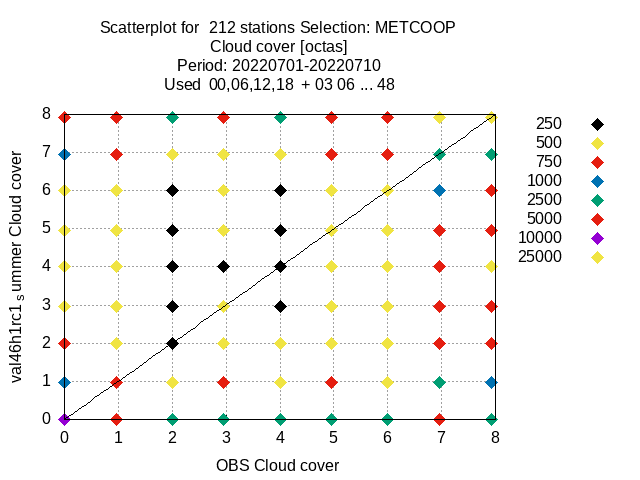 Scatterplot for  212 stations Selection: METCOOP
Cloud cover [octas]
Period: 20220701-20220710
Used  00,06,12,18  + 03 06 ... 48
val46h1rc1 s ummer Cloud cover
8
7
6
5
4
3
2
1
0
0 1 2 3 4 5 6 7 8
OBS Cloud cover
250
500
750
1000
2500
5000
10000
25000